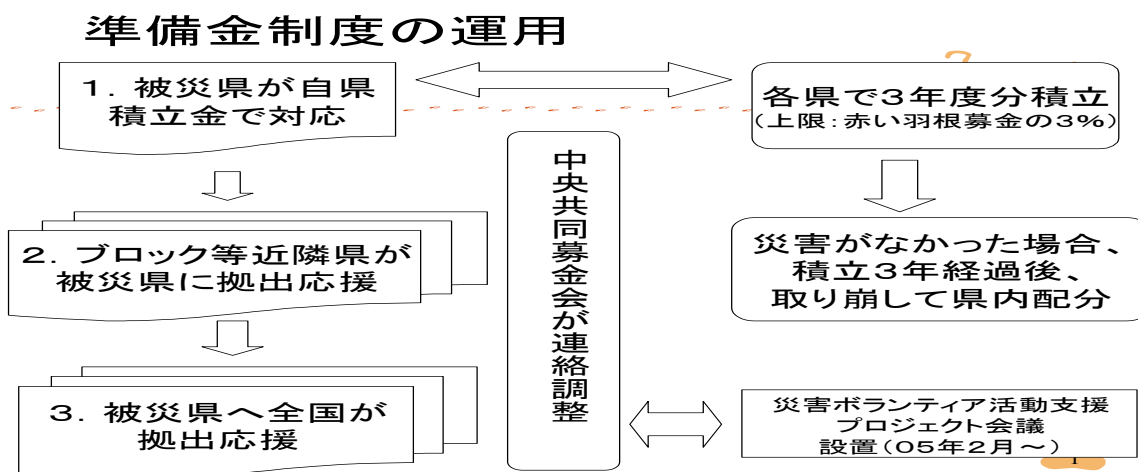 準備金制度の運用
1．被災県が自県
積立金で対応
各県で3年度分積立
（上限：赤い羽根募金の3％）
2．ブロック等近隣県が
被災県に拠出応援
中央共同募金会が連絡調整
災害がなかった場合、
積立3年経過後、
取り崩して県内配分
3．被災県へ全国が
拠出応援
災害ボランティア活動支援
プロジェクト会議
設置（05年2月～）
1